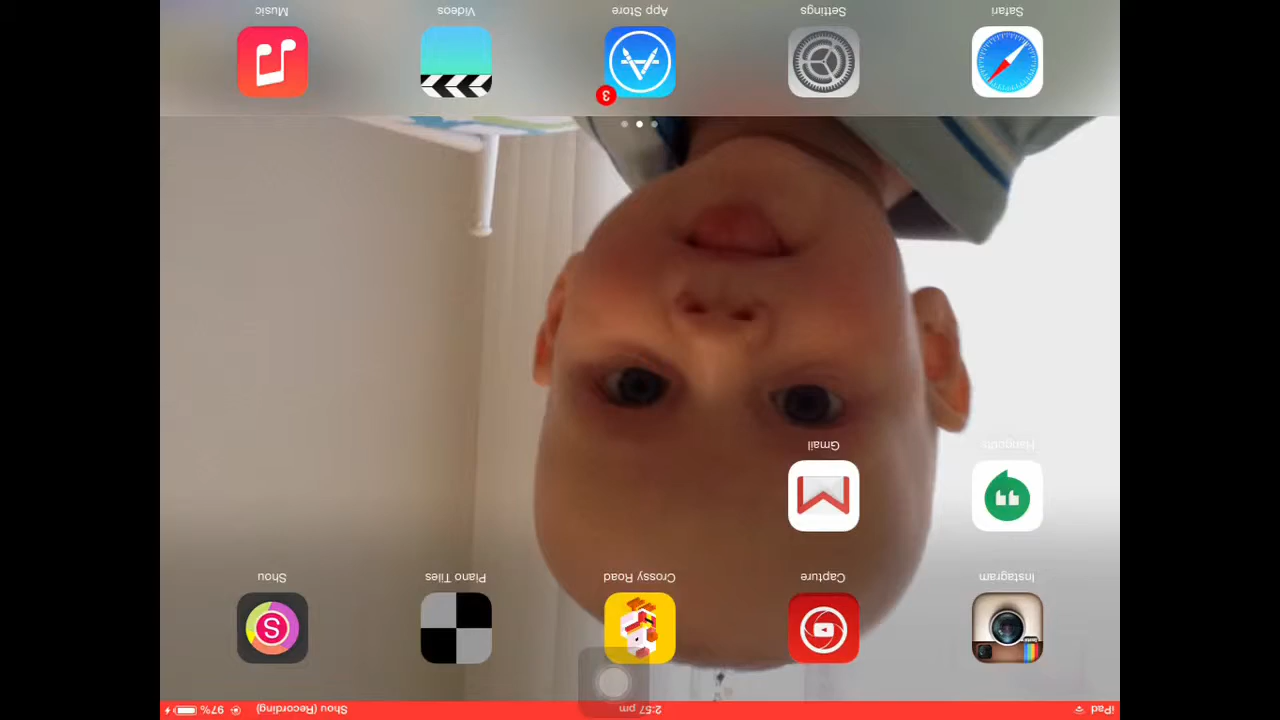 iPad 2:57 pm Shou (Recording) 97%
Instagram Capture Crossy Road Piano Tiles Shou
S
Hangouts Gmail
Safari Settings App Store Videos Music
3